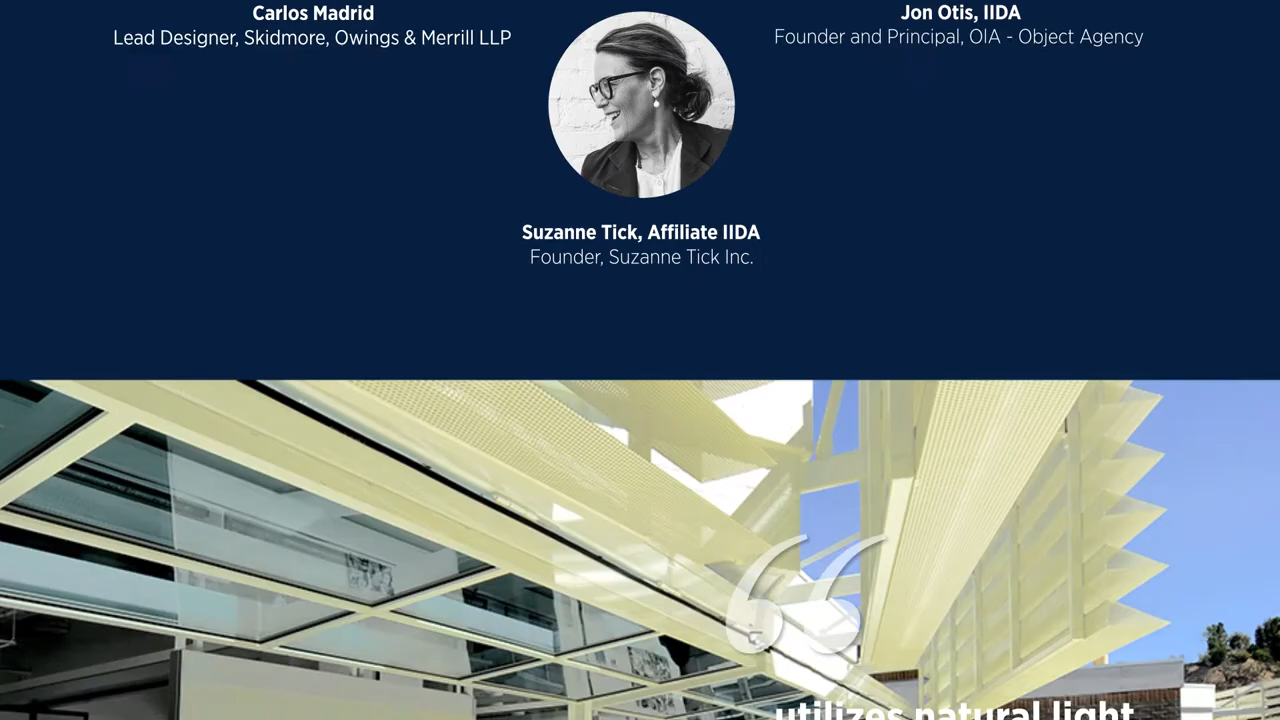 Carlos Madrid
Lead Designer, Skidmore, Owings & Merrill LLP
Jon Otis, IIDA
Founder and Principal, OIA - Object Agency
Suzanne Tick, Affiliate IIDA
Founder, Suzanne Tick Inc.
“
utilizes natural light